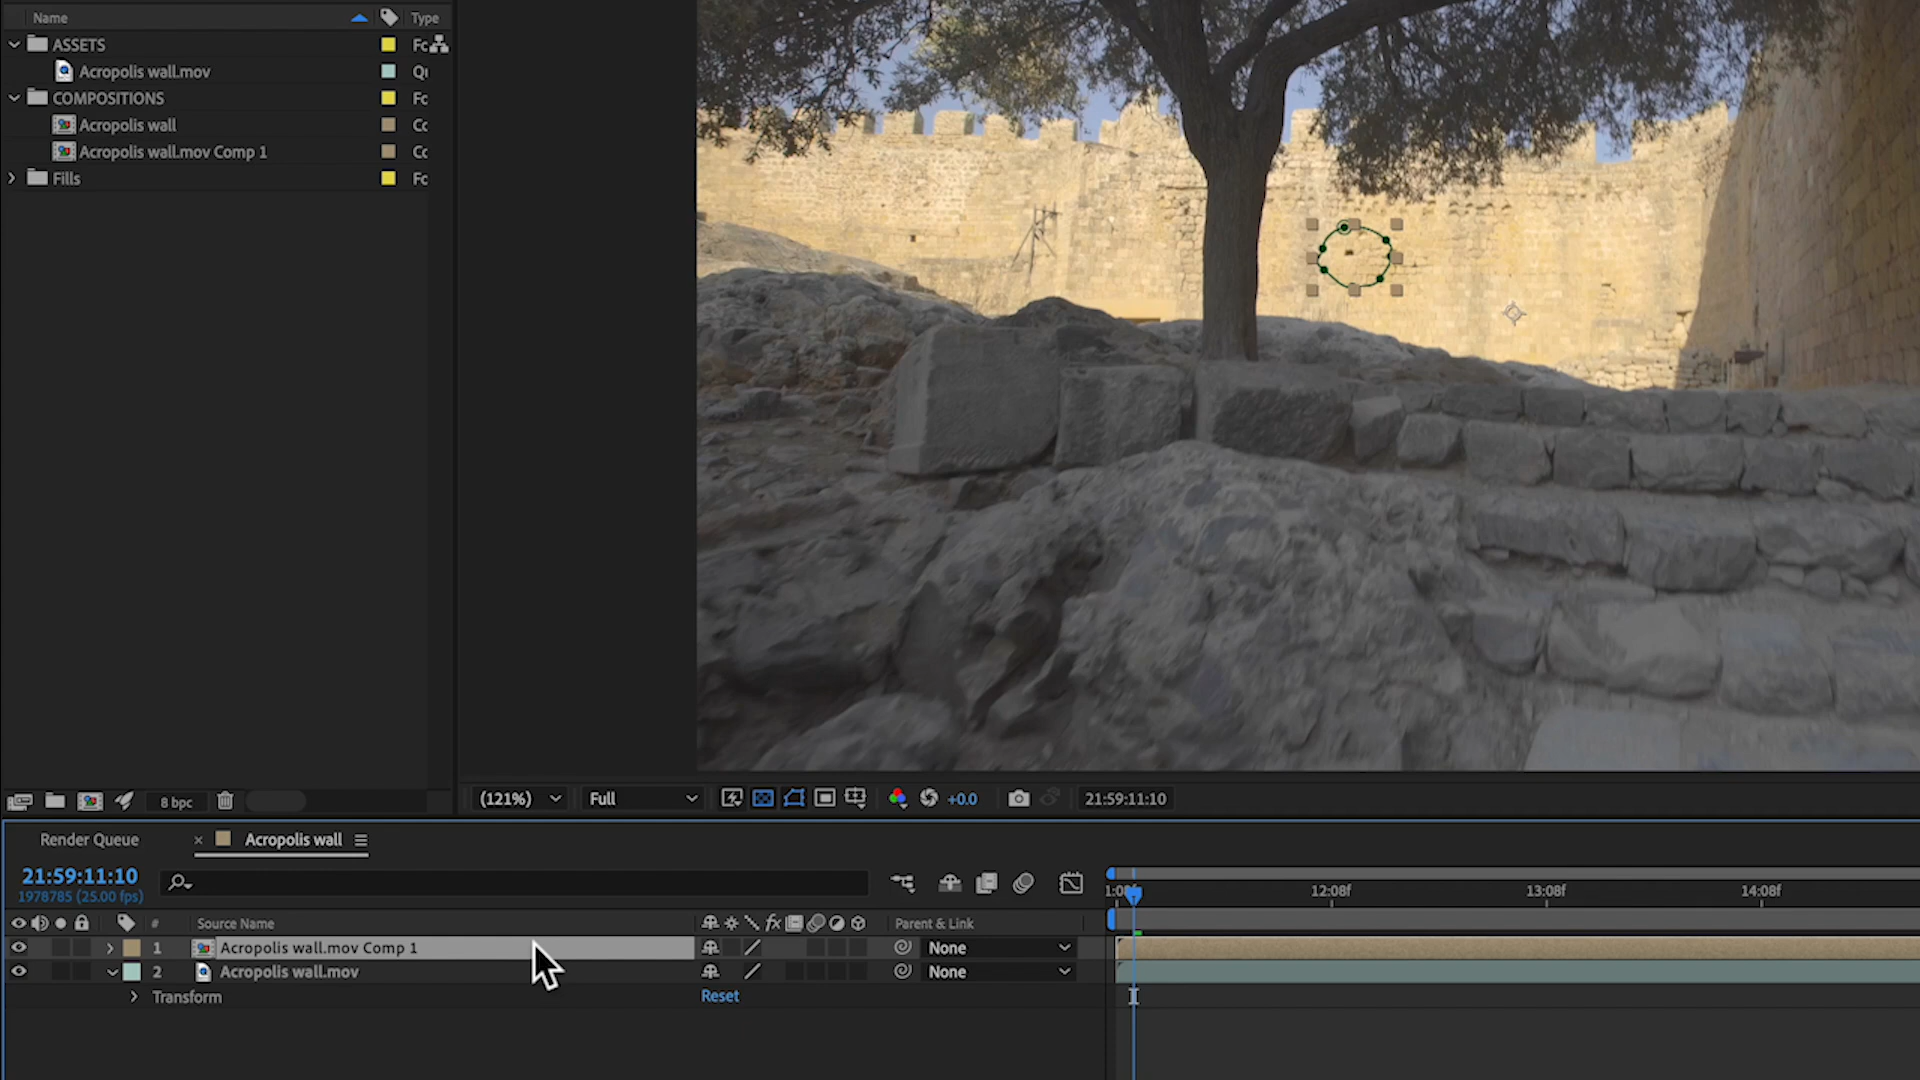 Name Type
ASSETS Fc
Acropolis wall.mov
COMPOSITIONS Fc
Acropolis wall Cc
Acropolis wall.mov Comp 1 Cc
Fills Fc
8 bpc (121%) Full +0.0 21:59:11:10
Render Queue × Acropolis wall
21:59:11:10
1978785 (25.00 fps)
12:08f 13:08f 14:08f
# Source Name fx Parent & Link
1 Acropolis wall.mov Comp 1 None
2 Acropolis wall.mov None
Transform Reset